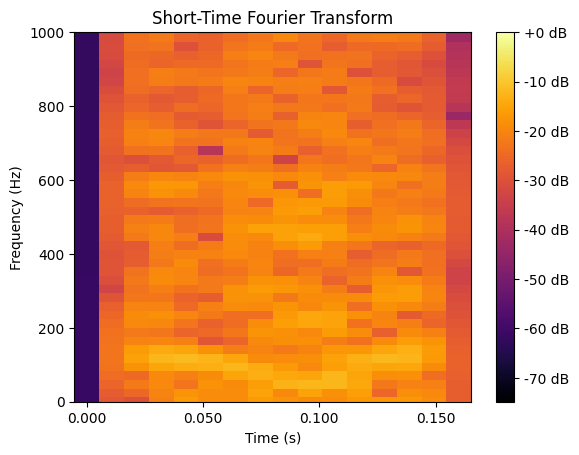 Short-Time Fourier Transform
Frequency (Hz)
1000
800
600
400
200
0
0.000
0.050
0.100
0.150
Time (s)
+0 dB
-10 dB
-20 dB
-30 dB
-40 dB
-50 dB
-60 dB
-70 dB